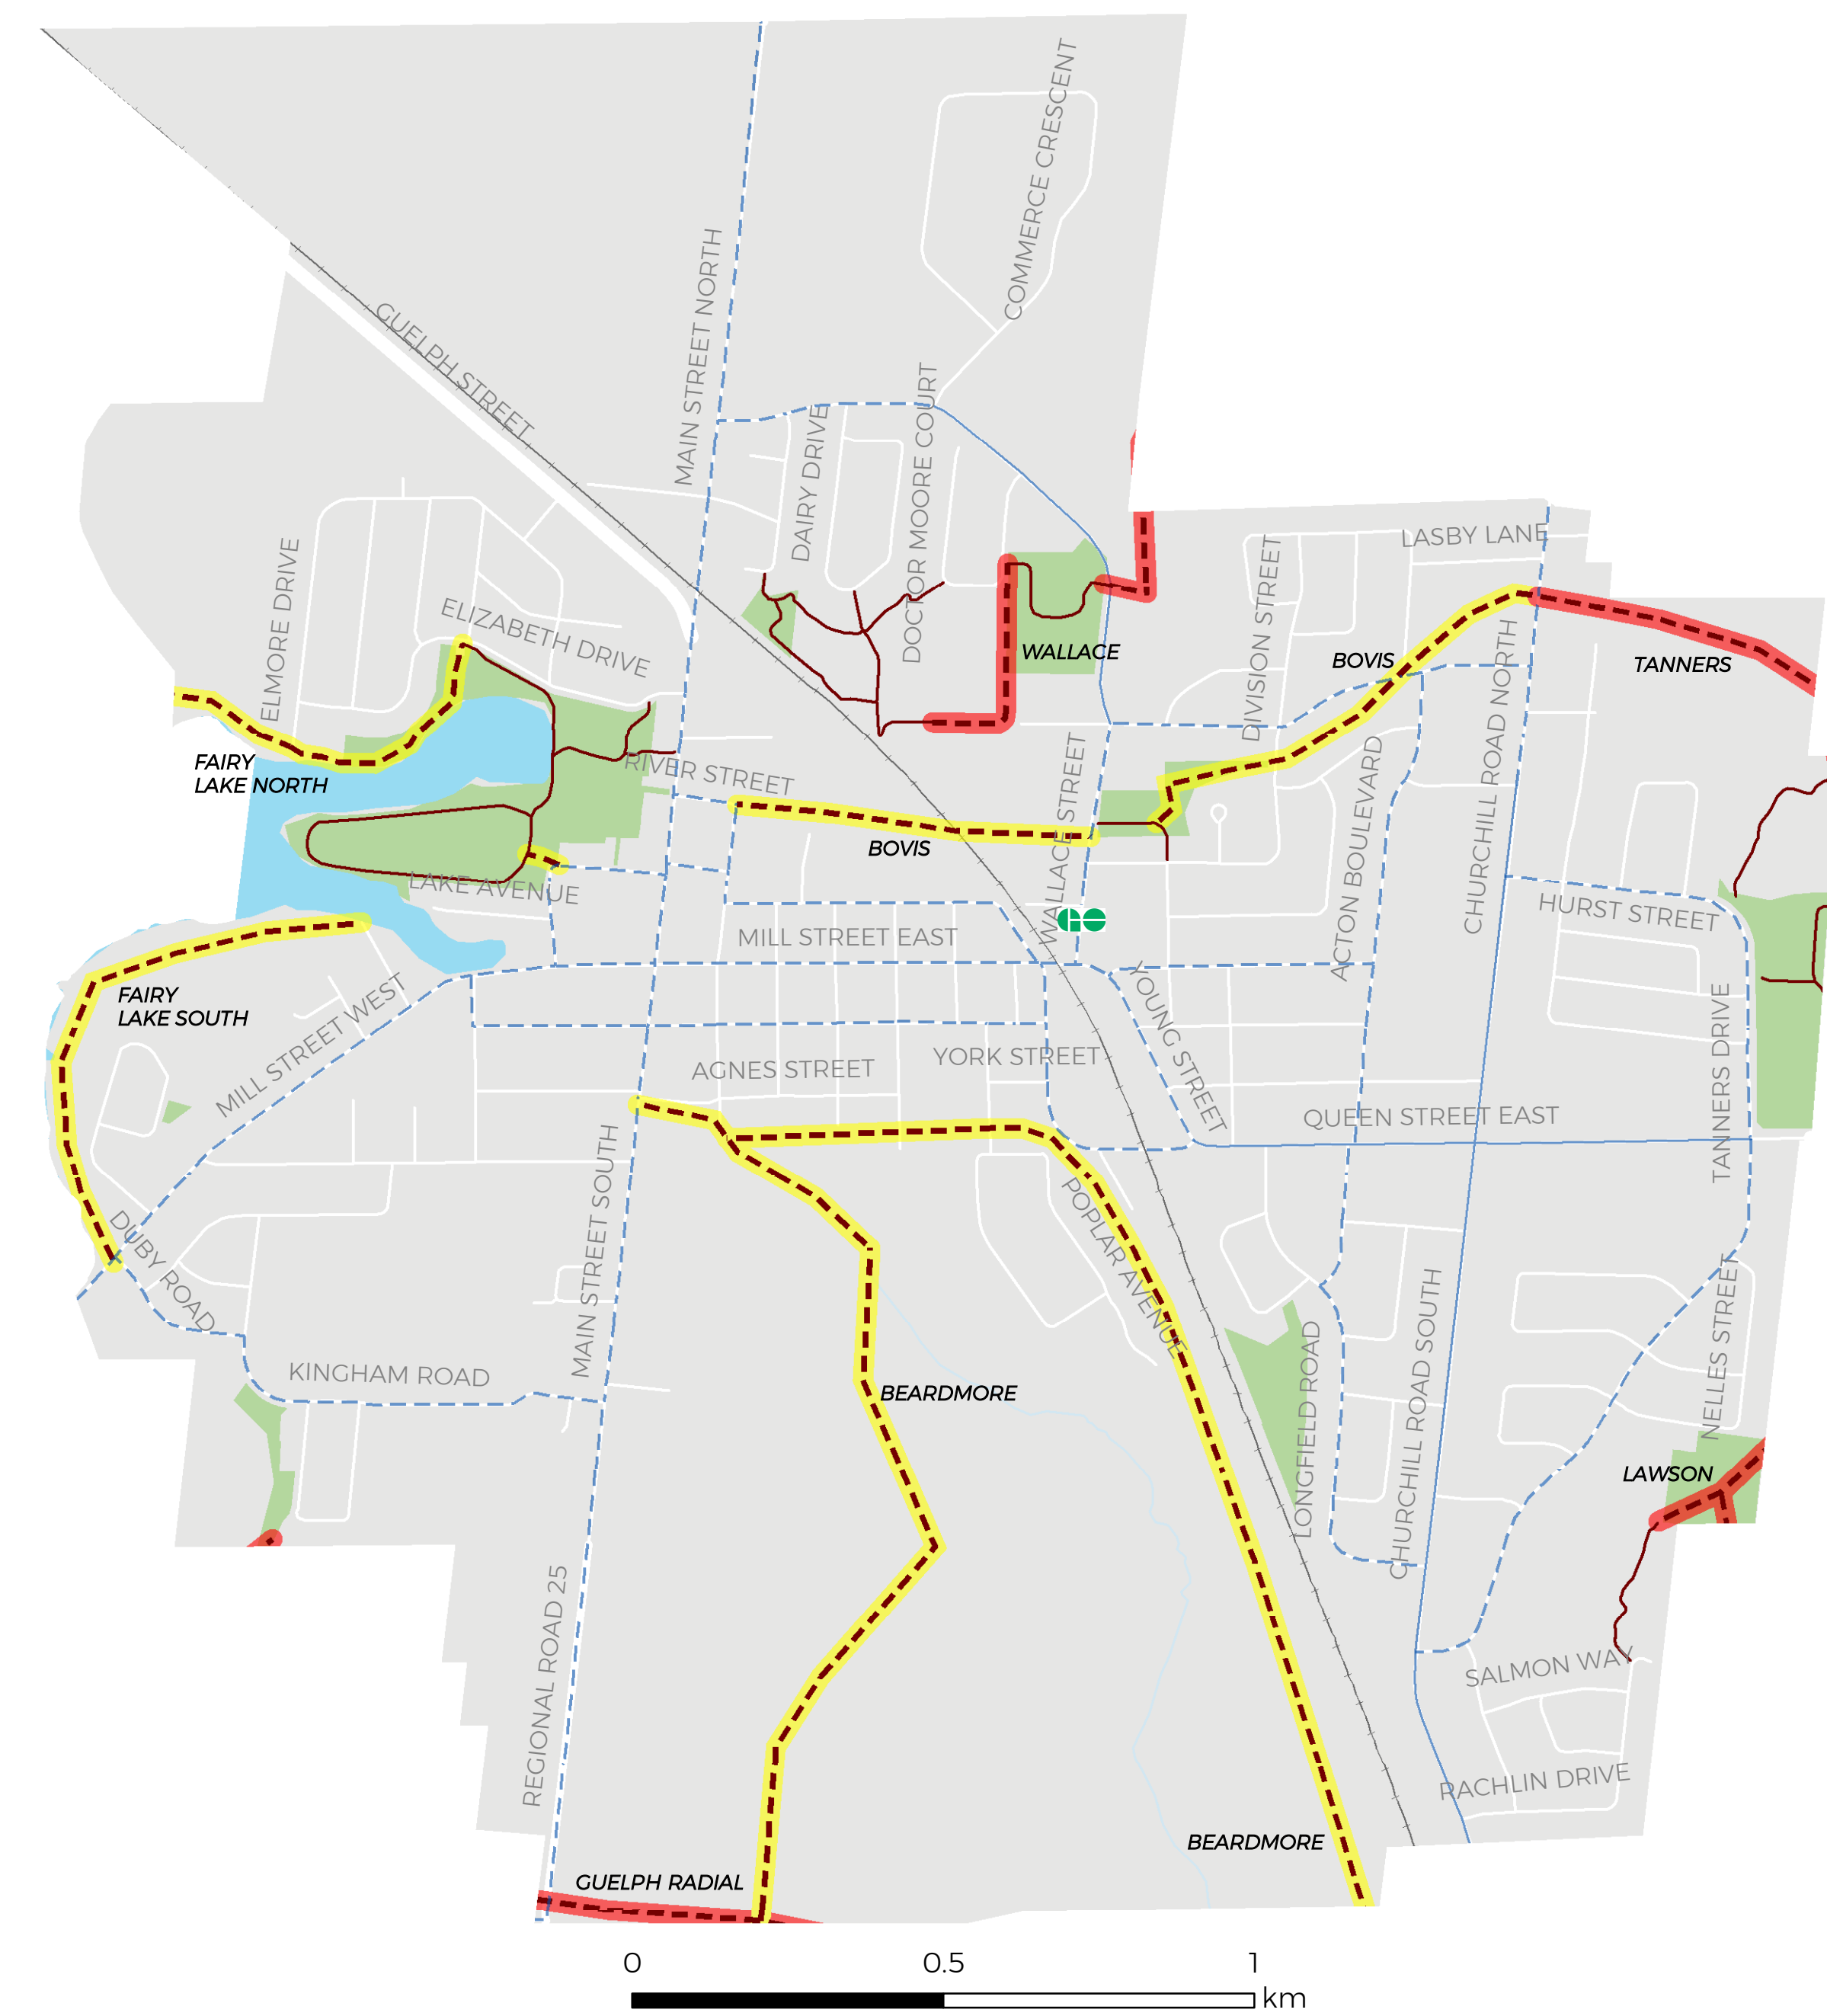 COMMERCE CRESCENT
GUELPH STREET
MAIN STREET NORTH
DAIRY DRIVE
DOCTOR MOORE COURT
LASBY LANE
ELMORE DRIVE
ELIZABETH DRIVE
DIVISION STREET
WALLACE
BOVIS
TANNERS
FAIRY
LAKE NORTH
RIVER STREET
BOVIS
WALLACE STREET
ACTON BOULEVARD
CHURCHILL ROAD NORTH
LAKE AVENUE
HURST STREET
GO
MILL STREET EAST
FAIRY
LAKE SOUTH
MILL STREET WEST
YOUNG STREET
AGNES STREET
YORK STREET
TANNERS DRIVE
QUEEN STREET EAST
DUBY ROAD
MAIN STREET SOUTH
POPLAR AVENUE
KINGHAM ROAD
BEARDMORE
LONGFIELD ROAD
CHURCHILL ROAD SOUTH
NELLES STREET
LAWSON
REGIONAL ROAD 25
SALMON WAY
RACHLIN DRIVE
BEARDMORE
GUELPH RADIAL
0 0.5 1
km